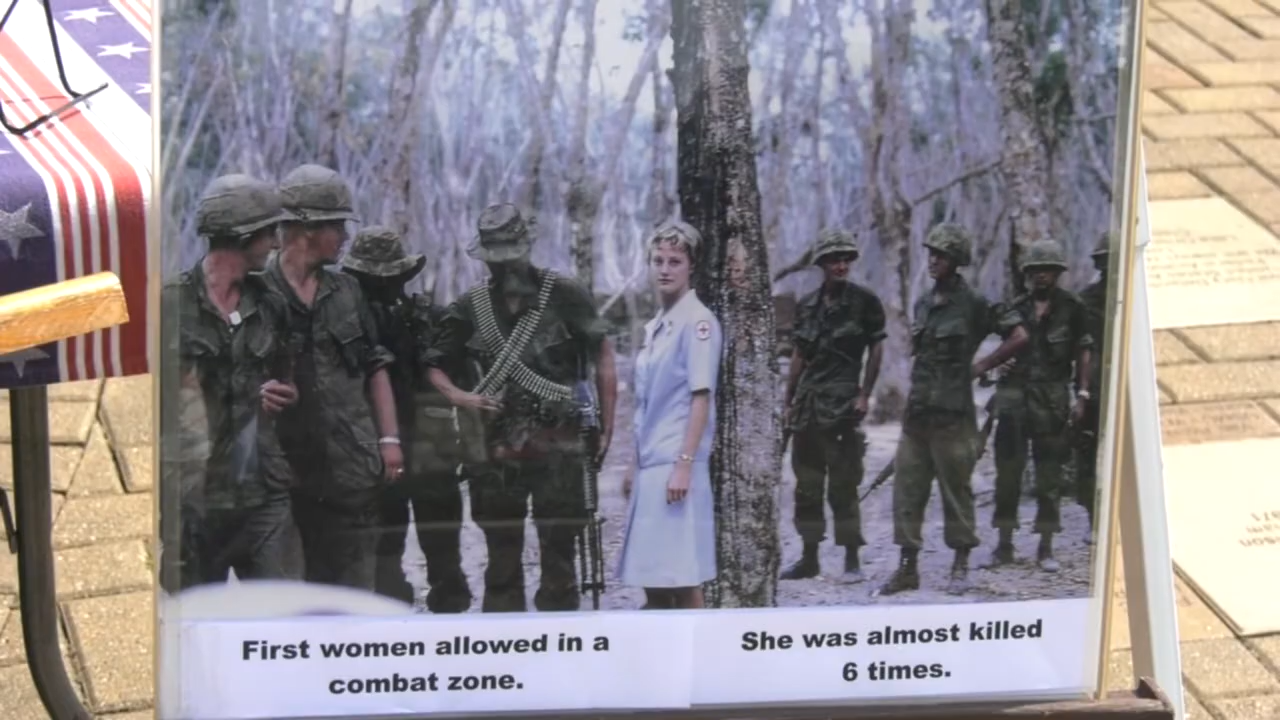 First women allowed in a
combat zone.
She was almost killed
6 times.